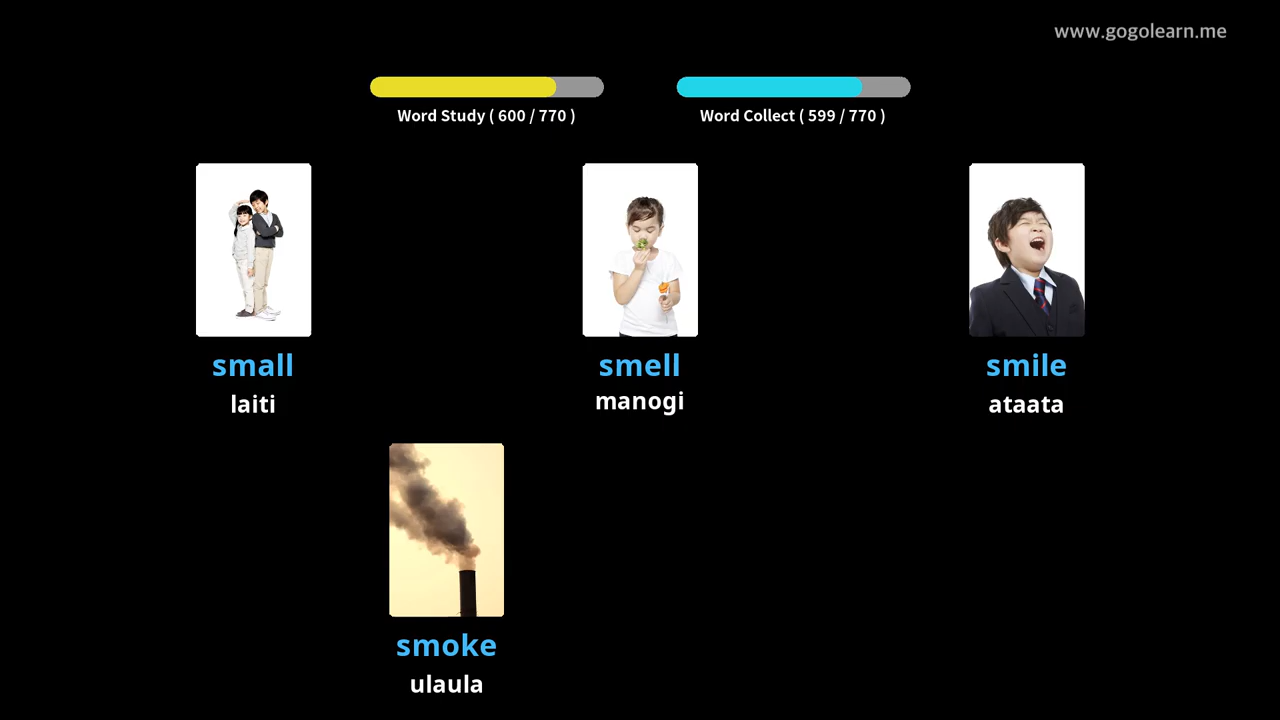 www.gogolearn.me
Word Study ( 600 / 770 )
Word Collect ( 599 / 770 )
small
laiti
smell
manogi
smile
ataata
smoke
ulaula